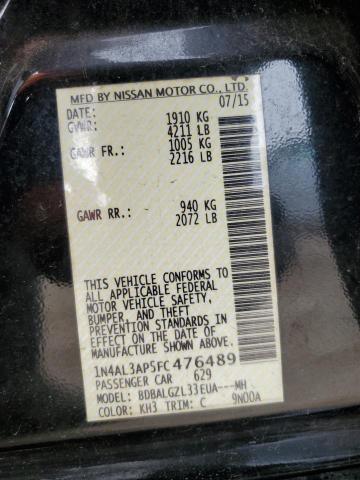 MFD BY NISSAN MOTOR CO., LTD.
DATE: 07/15
GVWR: 1910 KG
4211 LB
GAWR FR.: 1005 KG
2216 LB
GAWR RR.: 940 KG
2072 LB
THIS VEHICLE CONFORMS TO
ALL APPLICABLE FEDERAL
MOTOR VEHICLE SAFETY,
BUMPER, AND THEFT
PREVENTION STANDARDS IN
EFFECT ON THE DATE OF
MANUFACTURE SHOWN ABOVE.
1N4AL3AP5FC476489
PASSENGER CAR 629
MODEL: BDBALGZL33EUA---MH
COLOR: KH3 TRIM: C 9N00A